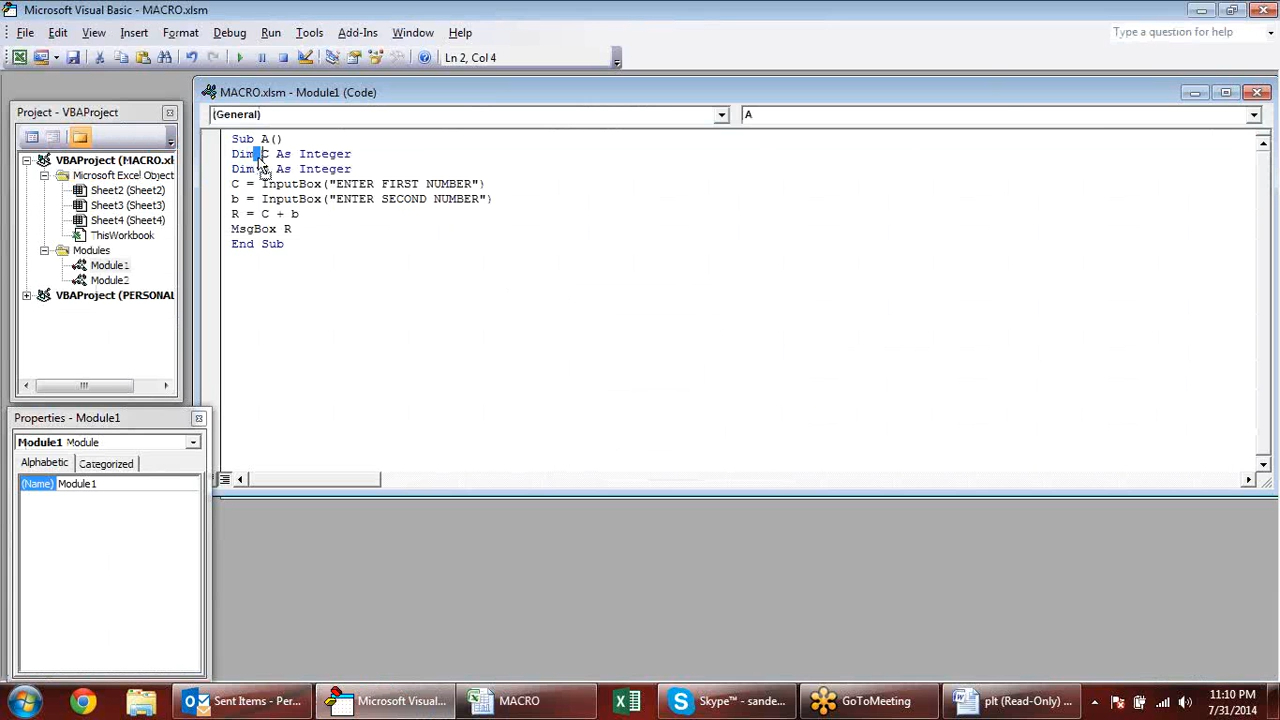 Microsoft Visual Basic - MACRO.xlsm
File Edit View Insert Format Debug Run Tools Add-Ins Window Help
Type a question for help
Ln 2, Col 4
Project - VBAProject
VBAProject (MACRO.xl
Microsoft Excel Object
Sheet2 (Sheet2)
Sheet3 (Sheet3)
Sheet4 (Sheet4)
ThisWorkbook
Modules
Module1
Module2
VBAProject (PERSONAL
MACRO.xlsm - Module1 (Code)
(General)
A
Sub A()
Dim C As Integer
Dim As Integer
C = InputBox("ENTER FIRST NUMBER")
b = InputBox("ENTER SECOND NUMBER")
R = C + b
MsgBox R
End Sub
Properties - Module1
Module1 Module
Alphabetic Categorized
(Name) Module1
Sent Items - Per... Microsoft Visual... MACRO Skype™ - sande... GoToMeeting plt (Read-Only) ...
11:10 PM
7/31/2014